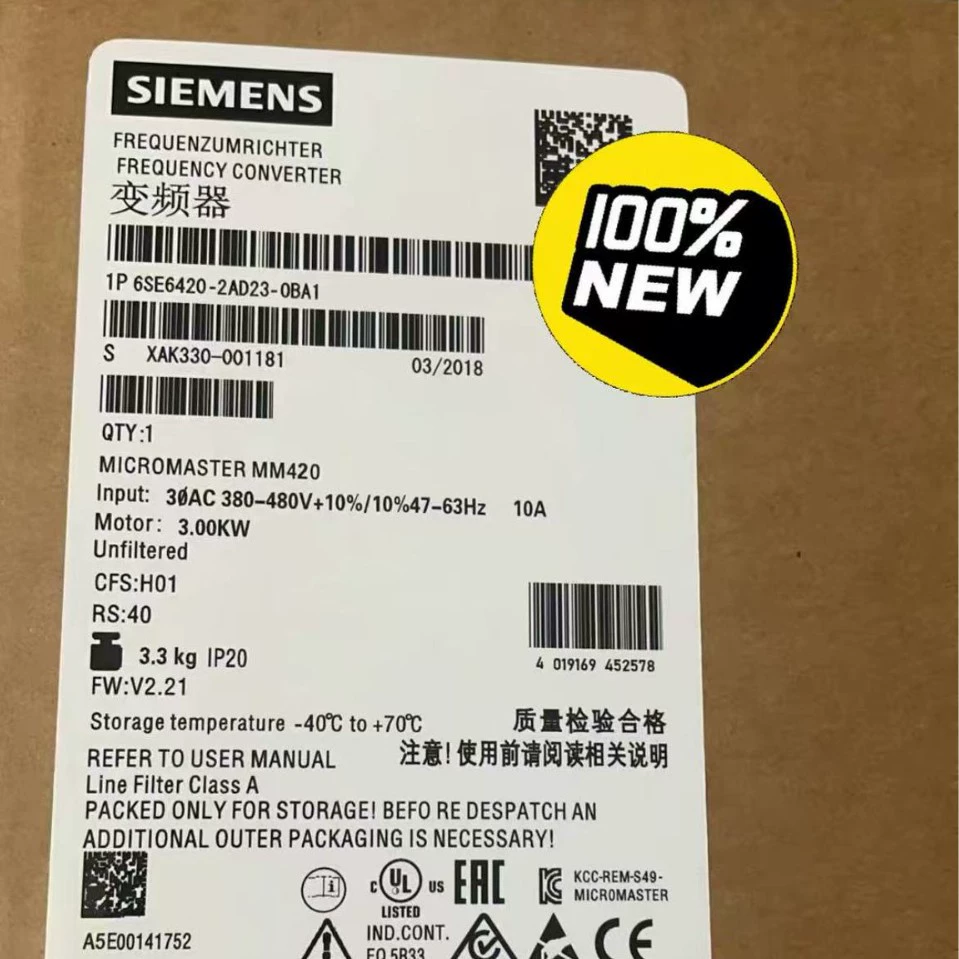 SIEMENS
FREQUENZUMRICHTER
FREQUENCY CONVERTER
变频器
100%
NEW
1P 6SE6420-2AD23-0BA1
S XAK330-001181 03/2018
QTY:1
MICROMASTER MM420
Input: 3ØAC 380-480V+10%/10%47-63Hz 10A
Motor: 3.00KW
Unfiltered
CFS:H01
RS:40
3.3 kg IP20
4 019169 452578
FW:V2.21
Storage temperature -40℃ to +70℃ 质量检验合格
REFER TO USER MANUAL 注意!使用前请阅读相关说明
Line Filter Class A
PACKED ONLY FOR STORAGE! BEFO RE DESPATCH AN
ADDITIONAL OUTER PACKAGING IS NECESSARY!
i C UL US EAC KCC-REM-S49-
MICROMASTER
LISTED
A5E00141752 IND.CONT.
EQ.5B33 CE